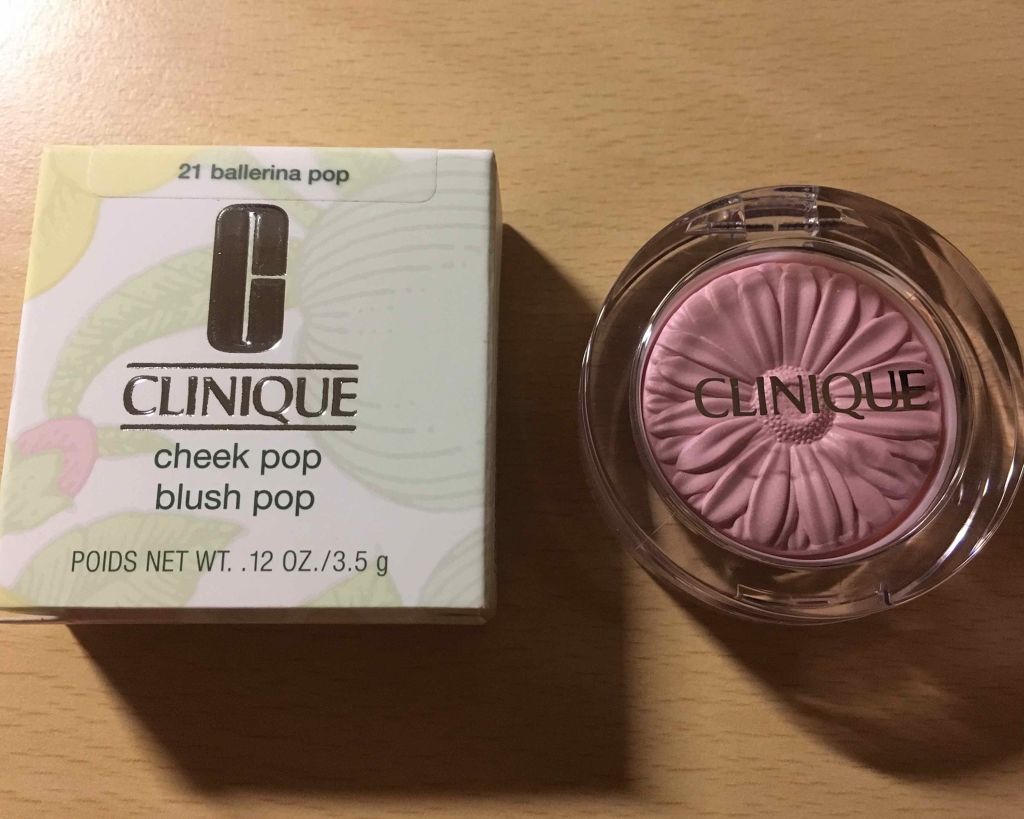 21 ballerina pop
CLINIQUE
cheek pop
blush pop
POIDS NET WT. .12 OZ./3.5 g
CLINIQUE